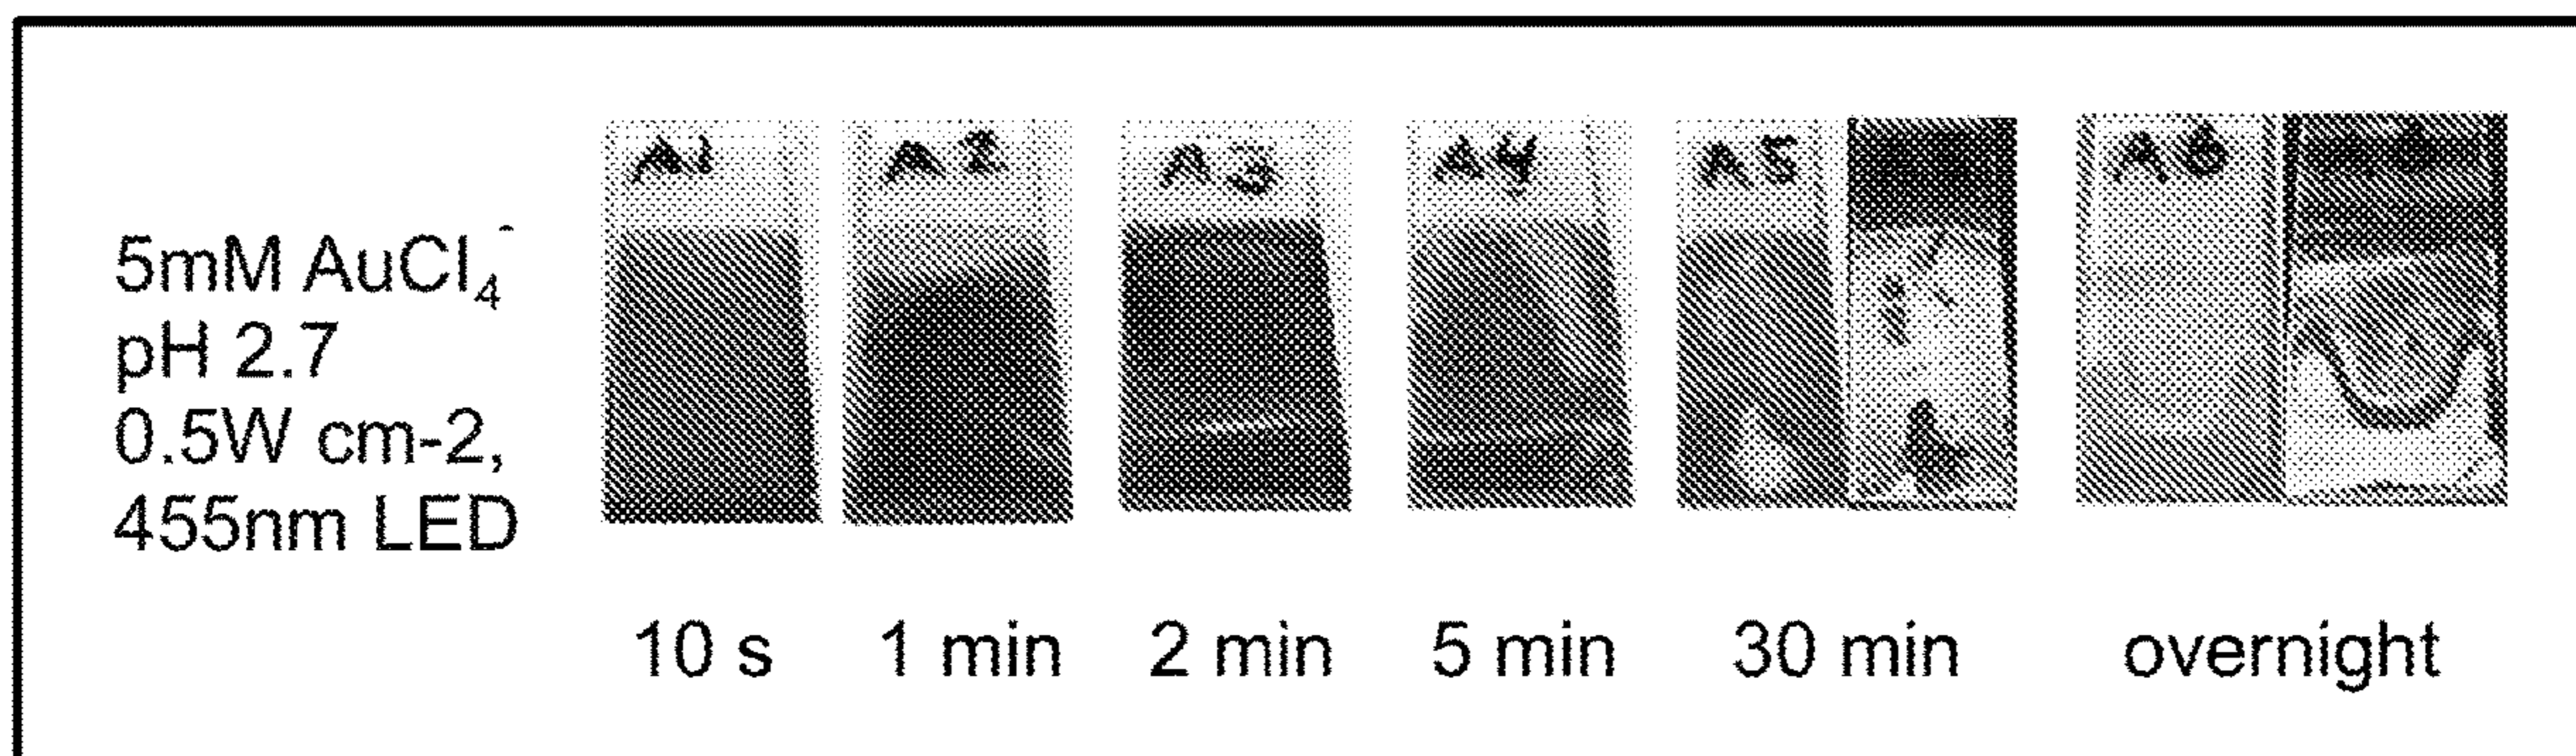 5mM AuCl₄⁻
pH 2.7
0.5W cm-2,
455nm LED
A1
A2
A3
A4
A5
A6
10 s
1 min
2 min
5 min
30 min
overnight